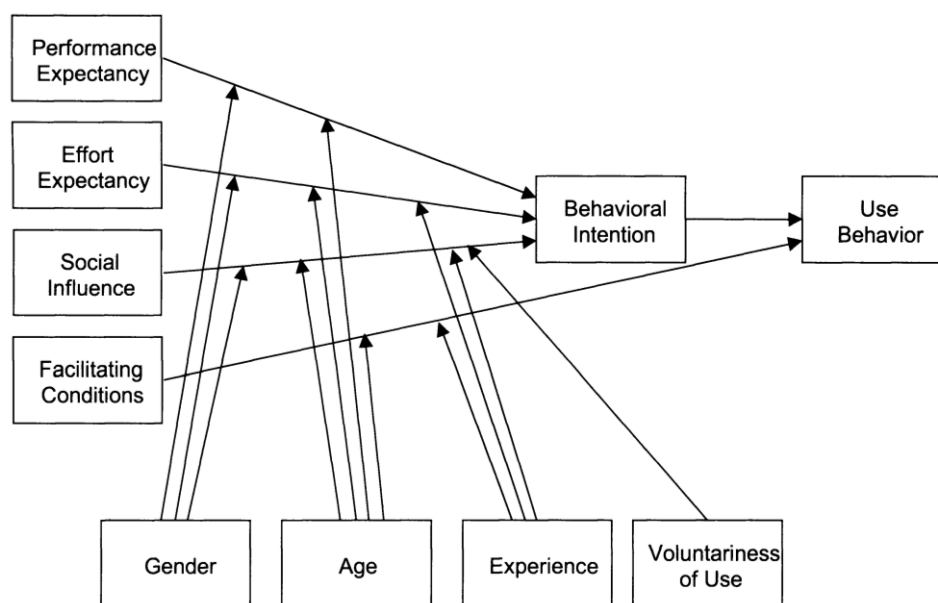 Performance
Expectancy
Effort
Expectancy
Social
Influence
Facilitating
Conditions
Behavioral
Intention
Use
Behavior
Gender
Age
Experience
Voluntariness
of Use